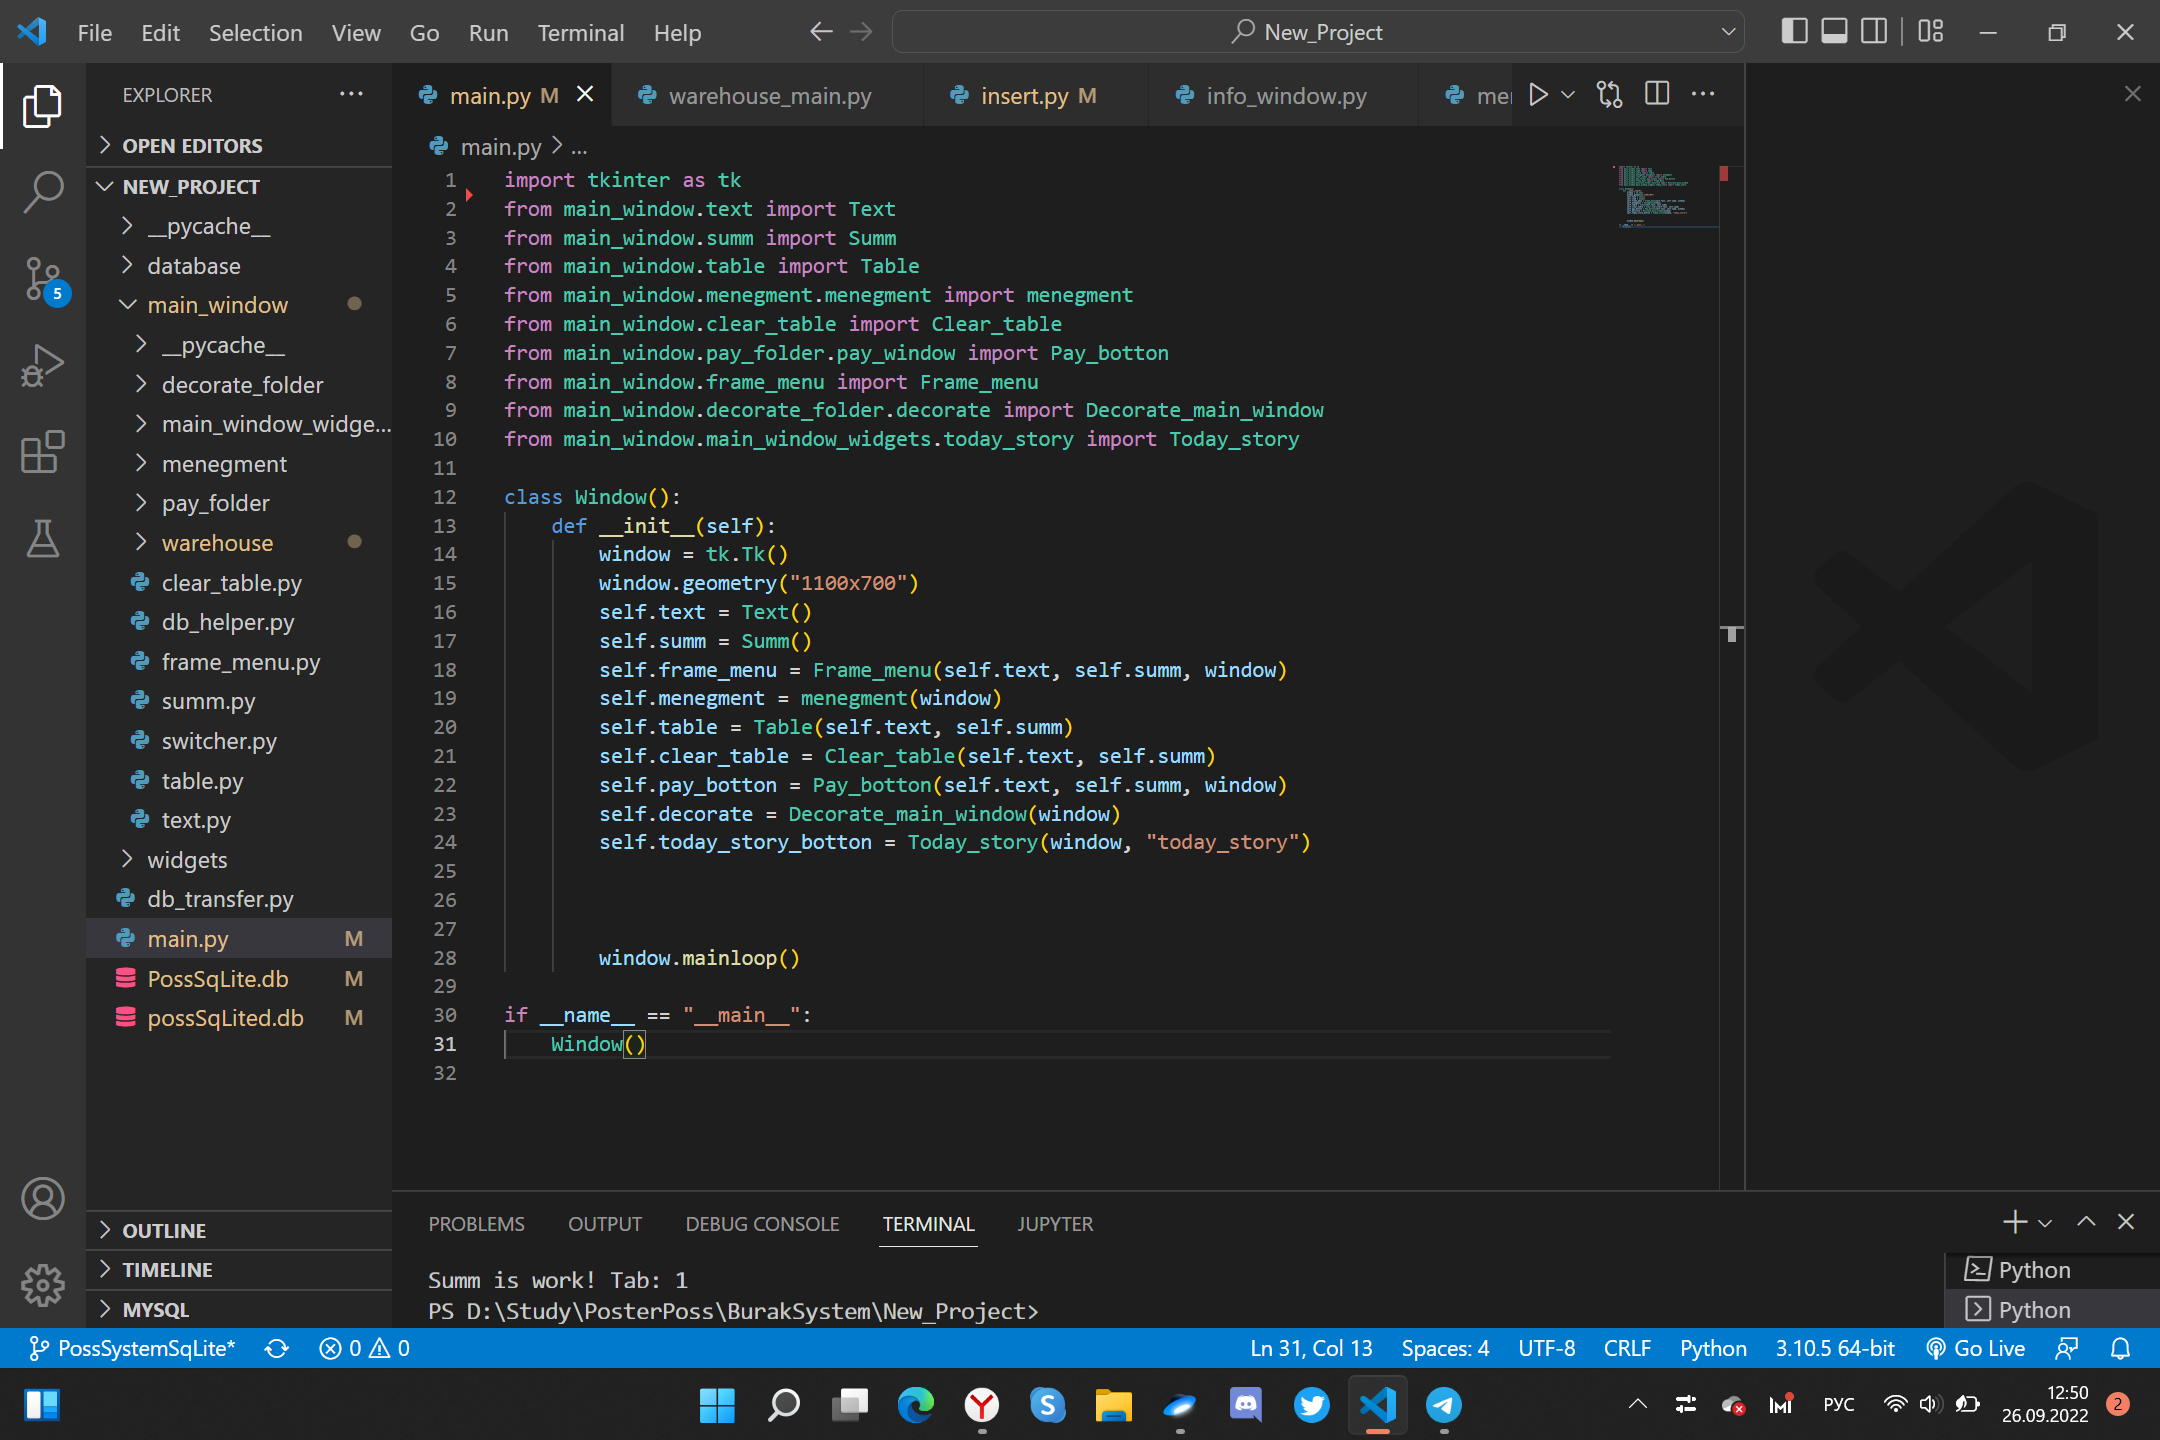 File Edit Selection View Go Run Terminal Help New_Project
EXPLORER
OPEN EDITORS
NEW_PROJECT
__pycache__
database
main_window
__pycache__
decorate_folder
main_window_widge...
menegment
pay_folder
warehouse
clear_table.py
db_helper.py
frame_menu.py
summ.py
switcher.py
table.py
text.py
widgets
db_transfer.py
main.py M
PossSqLite.db M
possSqLited.db M
OUTLINE
TIMELINE
MYSQL
5
main.py M warehouse_main.py insert.py M info_window.py
main.py > ...
1 import tkinter as tk
2 from main_window.text import Text
3 from main_window.summ import Summ
4 from main_window.table import Table
5 from main_window.menegment.menegment import menegment
6 from main_window.clear_table import Clear_table
7 from main_window.pay_folder.pay_window import Pay_botton
8 from main_window.frame_menu import Frame_menu
9 from main_window.decorate_folder.decorate import Decorate_main_window
10 from main_window.main_window_widgets.today_story import Today_story
11
12 class Window():
13     def __init__(self):
14         window = tk.Tk()
15         window.geometry("1100x700")
16         self.text = Text()
17         self.summ = Summ()
18         self.frame_menu = Frame_menu(self.text, self.summ, window)
19         self.menegment = menegment(window)
20         self.table = Table(self.text, self.summ)
21         self.clear_table = Clear_table(self.text, self.summ)
22         self.pay_botton = Pay_botton(self.text, self.summ, window)
23         self.decorate = Decorate_main_window(window)
24         self.today_story_botton = Today_story(window, "today_story")
25
26
27
28         window.mainloop()
29
30 if __name__ == "__main__":
31     Window()
32
PROBLEMS OUTPUT DEBUG CONSOLE TERMINAL JUPYTER
Summ is work! Tab: 1
PS D:\Study\PosterPoss\BurakSystem\New_Project>
Python
Python
PossSystemSqLite* 0 0 Ln 31, Col 13 Spaces: 4 UTF-8 CRLF Python 3.10.5 64-bit Go Live
РУС 12:50
26.09.2022 2